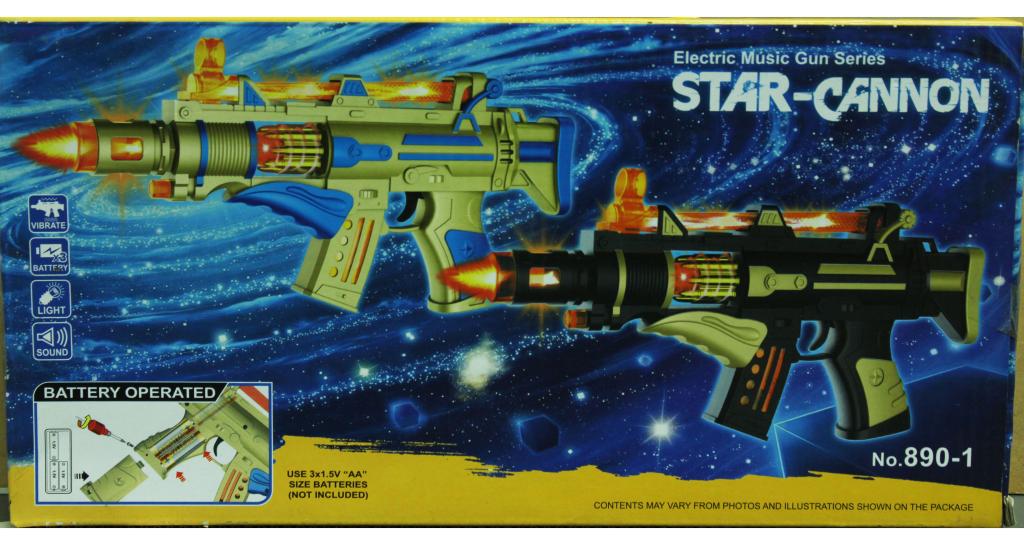 Electric Music Gun Series
STAR-CANNON
VIBRATE
x3
BATTERY
LIGHT
SOUND
BATTERY OPERATED
USE 3x1.5V “AA”
SIZE BATTERIES
(NOT INCLUDED)
No.890-1
CONTENTS MAY VARY FROM PHOTOS AND ILLUSTRATIONS SHOWN ON THE PACKAGE